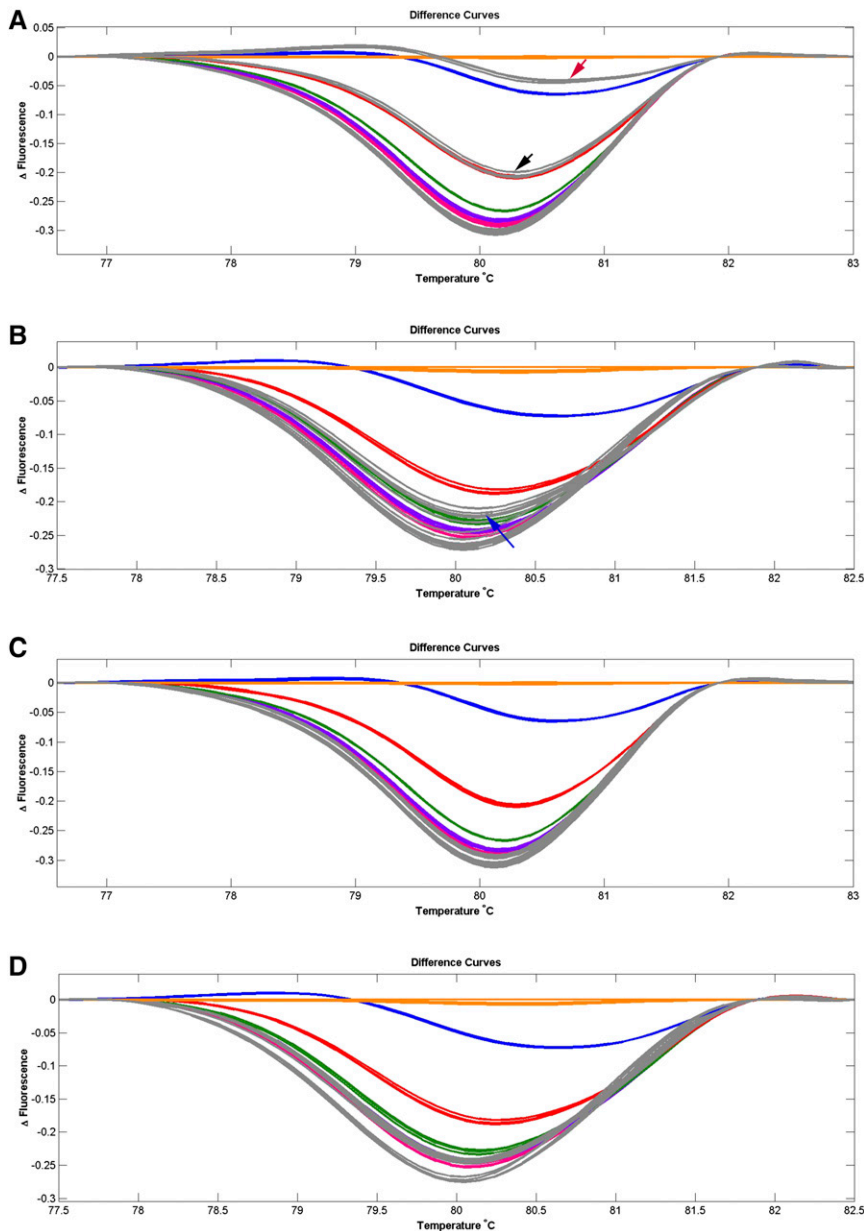 A
Difference Curves
0.05
0
-0.05
-0.1
-0.15
-0.2
-0.25
-0.3
Δ Fluorescence
77 78 79 80 81 82 83
Temperature °C
B
Difference Curves
0
-0.05
-0.1
-0.15
-0.2
-0.25
-0.3
Δ Fluorescence
77.5 78 78.5 79 79.5 80 80.5 81 81.5 82 82.5
Temperature °C
C
Difference Curves
0
-0.05
-0.1
-0.15
-0.2
-0.25
-0.3
Δ Fluorescence
77 78 79 80 81 82 83
Temperature °C
D
Difference Curves
0
-0.05
-0.1
-0.15
-0.2
-0.25
-0.3
Δ Fluorescence
77.5 78 78.5 79 79.5 80 80.5 81 81.5 82 82.5
Temperature °C